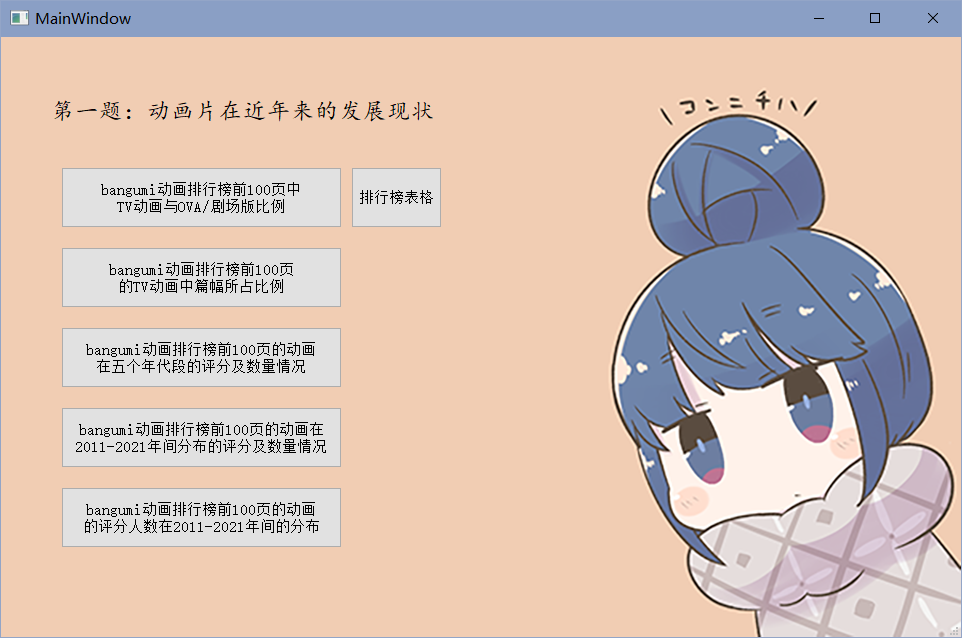 MainWindow
第一题：动画片在近年来的发展现状
\コンニチハ/
bangumi动画排行榜前100页中
TV动画与OVA/剧场版比例
排行榜表格
bangumi动画排行榜前100页
的TV动画中篇幅所占比例
bangumi动画排行榜前100页的动画
在五个年代段的评分及数量情况
bangumi动画排行榜前100页的动画在
2011-2021年间分布的评分及数量情况
bangumi动画排行榜前100页的动画
的评分人数在2011-2021年间的分布